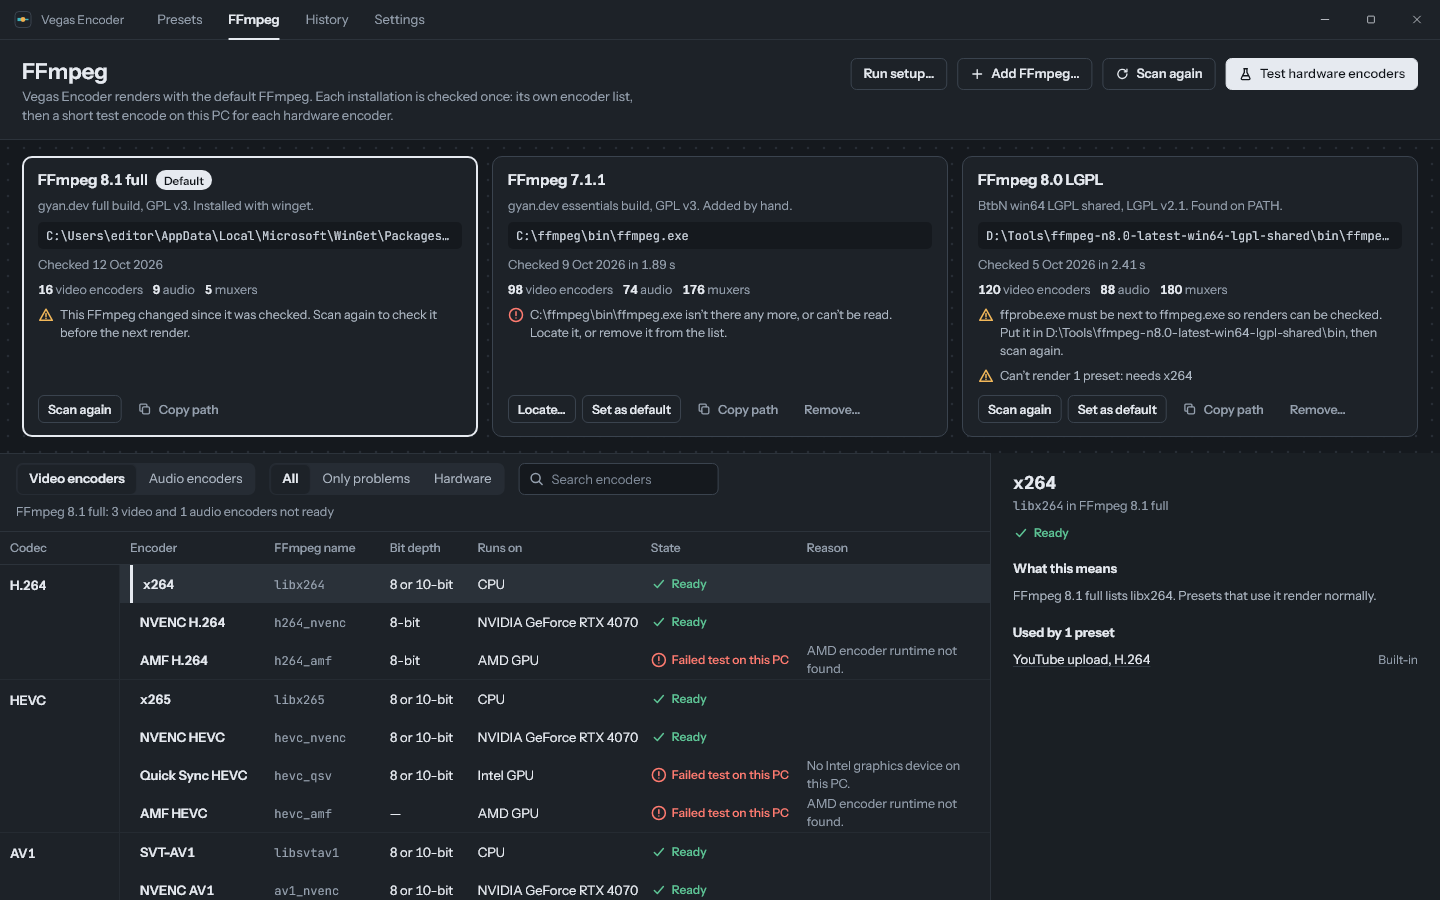 Vegas Encoder
Presets
FFmpeg
History
Settings
FFmpeg
Vegas Encoder renders with the default FFmpeg. Each installation is checked once: its own encoder list,
then a short test encode on this PC for each hardware encoder.
Run setup...
Add FFmpeg...
Scan again
Test hardware encoders
FFmpeg 8.1 full Default
gyan.dev full build, GPL v3. Installed with winget.
C:\Users\editor\AppData\Local\Microsoft\WinGet\Packages…
Checked 12 Oct 2026
16 video encoders 9 audio 5 muxers
This FFmpeg changed since it was checked. Scan again to check it
before the next render.
Scan again
Copy path
FFmpeg 7.1.1
gyan.dev essentials build, GPL v3. Added by hand.
C:\ffmpeg\bin\ffmpeg.exe
Checked 9 Oct 2026 in 1.89 s
98 video encoders 74 audio 176 muxers
C:\ffmpeg\bin\ffmpeg.exe isn't there any more, or can't be read.
Locate it, or remove it from the list.
Locate...
Set as default
Copy path
Remove...
FFmpeg 8.0 LGPL
BtbN win64 LGPL shared, LGPL v2.1. Found on PATH.
D:\Tools\ffmpeg-n8.0-latest-win64-lgpl-shared\bin\ffmpe…
Checked 5 Oct 2026 in 2.41 s
120 video encoders 88 audio 180 muxers
ffprobe.exe must be next to ffmpeg.exe so renders can be checked.
Put it in D:\Tools\ffmpeg-n8.0-latest-win64-lgpl-shared\bin, then
scan again.
Can't render 1 preset: needs x264
Scan again
Set as default
Copy path
Remove...
Video encoders
Audio encoders
All
Only problems
Hardware
Search encoders
FFmpeg 8.1 full: 3 video and 1 audio encoders not ready
Codec Encoder FFmpeg name Bit depth Runs on State Reason
H.264 x264 libx264 8 or 10-bit CPU Ready
NVENC H.264 h264_nvenc 8-bit NVIDIA GeForce RTX 4070 Ready
AMF H.264 h264_amf 8-bit AMD GPU Failed test on this PC AMD encoder runtime not
found.
HEVC x265 libx265 8 or 10-bit CPU Ready
NVENC HEVC hevc_nvenc 8 or 10-bit NVIDIA GeForce RTX 4070 Ready
Quick Sync HEVC hevc_qsv 8 or 10-bit Intel GPU Failed test on this PC No Intel graphics device on
this PC.
AMF HEVC hevc_amf — AMD GPU Failed test on this PC AMD encoder runtime not
found.
AV1 SVT-AV1 libsvtav1 8 or 10-bit CPU Ready
NVENC AV1 av1_nvenc 8 or 10-bit NVIDIA GeForce RTX 4070 Ready
x264
libx264 in FFmpeg 8.1 full
Ready
What this means
FFmpeg 8.1 full lists libx264. Presets that use it render normally.
Used by 1 preset
YouTube upload, H.264 Built-in